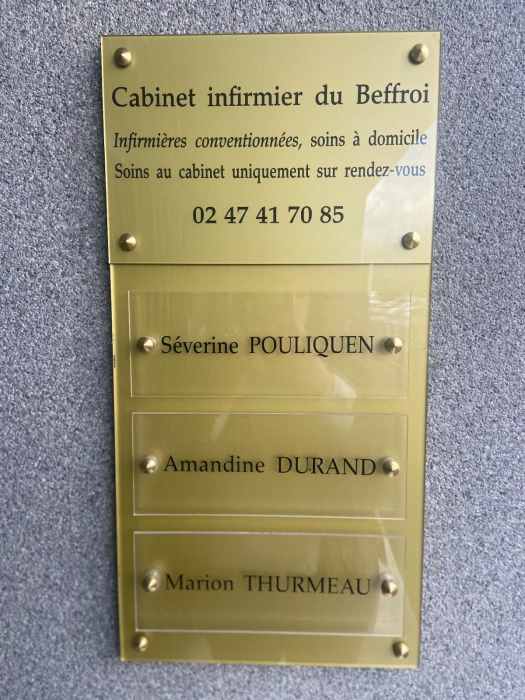 Cabinet infirmier du Beffroi
Infirmières conventionnées, soins à domicile
Soins au cabinet uniquement sur rendez-vous
02 47 41 70 85
Séverine POULIQUEN
Amandine DURAND
Marion THURMEAU